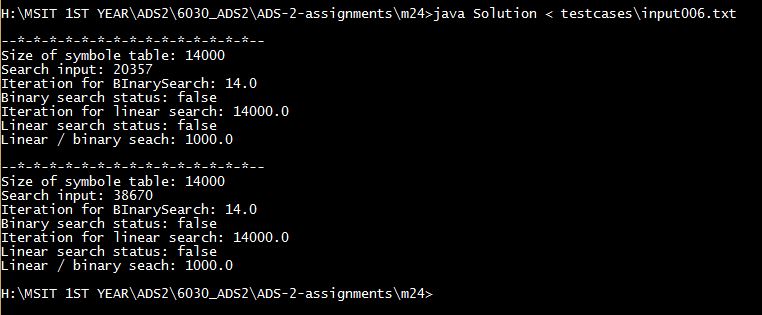 H:\MSIT 1ST YEAR\ADS2\6030_ADS2\ADS-2-assignments\m24>java Solution < testcases\input006.txt
--*-*-*-*-*-*-*-*-*-*-*-*-*-*-*--
Size of symbole table: 14000
Search input: 20357
Iteration for BInarySearch: 14.0
Binary search status: false
Iteration for linear search: 14000.0
Linear search status: false
Linear / binary seach: 1000.0
--*-*-*-*-*-*-*-*-*-*-*-*-*-*-*--
Size of symbole table: 14000
Search input: 38670
Iteration for BInarySearch: 14.0
Binary search status: false
Iteration for linear search: 14000.0
Linear search status: false
Linear / binary seach: 1000.0
H:\MSIT 1ST YEAR\ADS2\6030_ADS2\ADS-2-assignments\m24>